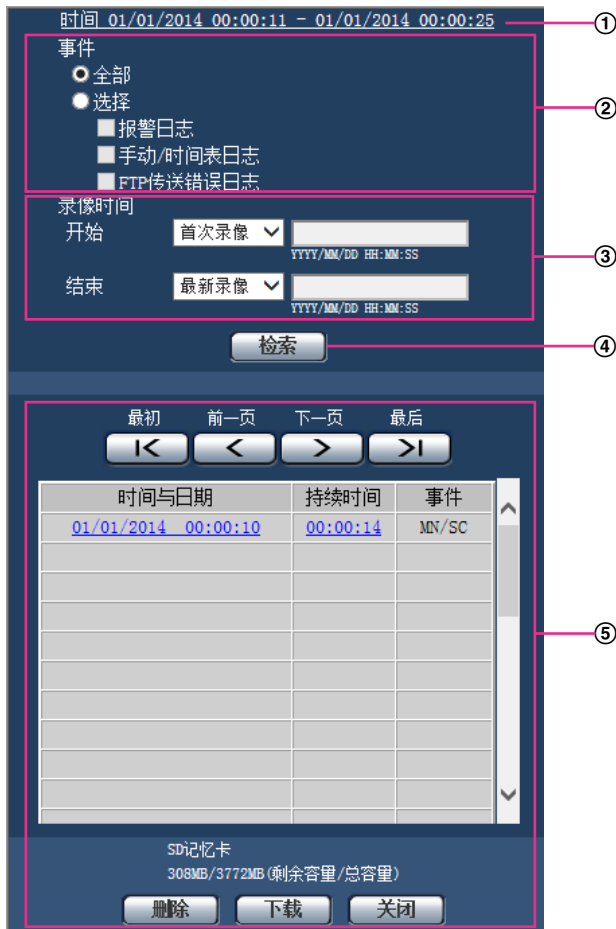 时间 01/01/2014 00:00:11 - 01/01/2014 00:00:25 ①
事件
全部
选择 ②
报警日志
手动/时间表日志
FTP传送错误日志
录像时间
开始 首次录像
YYYY/MM/DD HH:MM:SS ③
结束 最新录像
YYYY/MM/DD HH:MM:SS
检索 ④
最初 前一页 下一页 最后
时间与日期 持续时间 事件
01/01/2014 00:00:10 00:00:14 MN/SC
⑤
SD记忆卡
308MB/3772MB(剩余容量/总容量)
删除 下载 关闭